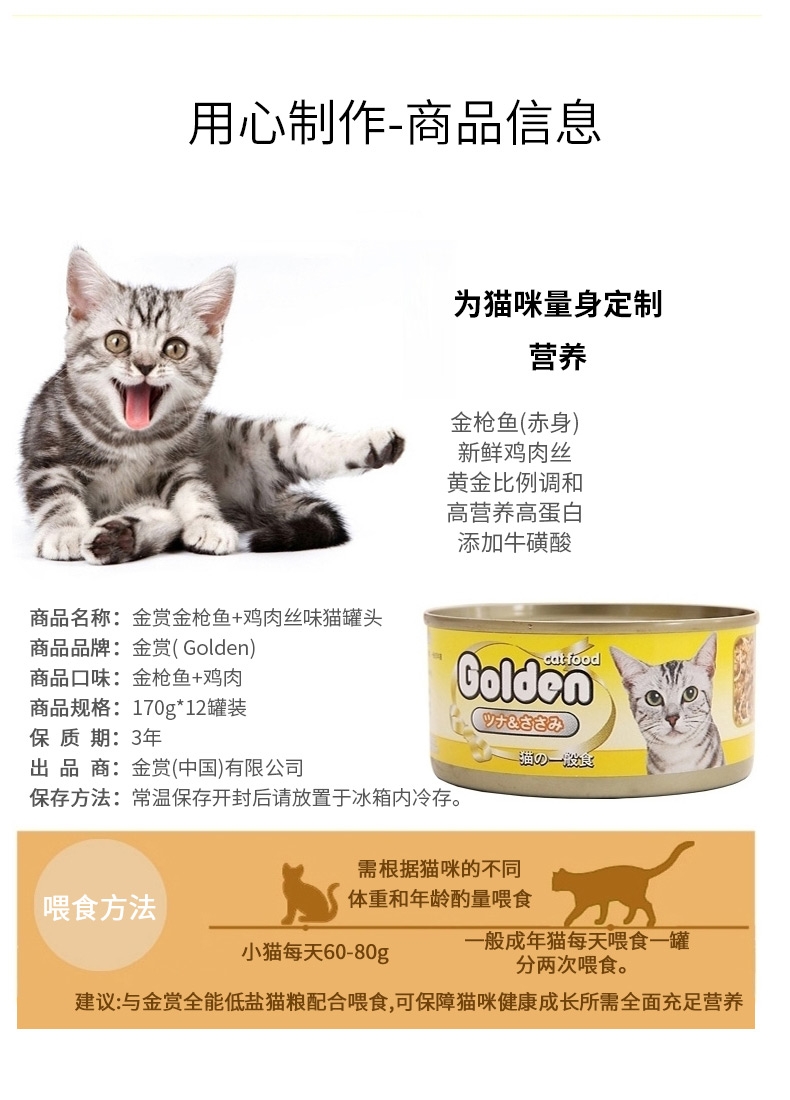 用心制作-商品信息
为猫咪量身定制
营养
金枪鱼(赤身)
新鲜鸡肉丝
黄金比例调和
高营养高蛋白
添加牛磺酸
商品名称：金赏金枪鱼+鸡肉丝味猫罐头
商品品牌：金赏( Golden)
商品口味：金枪鱼+鸡肉
商品规格：170g*12罐装
保 质 期：3年
出 品 商：金赏(中国)有限公司
保存方法：常温保存开封后请放置于冰箱内冷存。
cat food
Golden
ツナ&ささみ
猫の一般食
喂食方法
需根据猫咪的不同
体重和年龄酌量喂食
小猫每天60-80g
一般成年猫每天喂食一罐
分两次喂食。
建议:与金赏全能低盐猫粮配合喂食,可保障猫咪健康成长所需全面充足营养